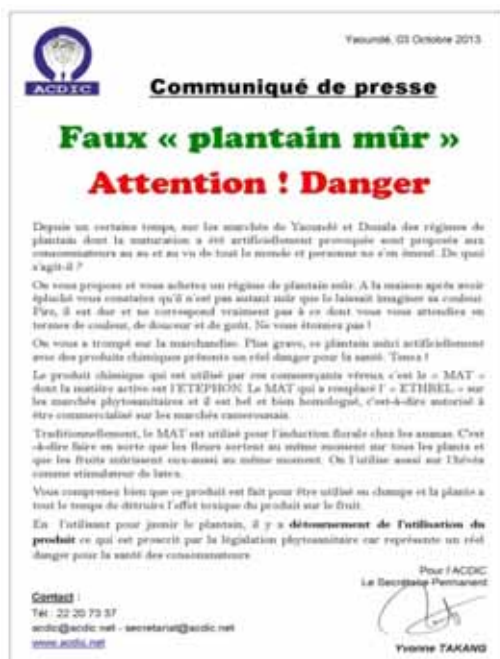 Yaoundé, 03 Octobre 2013
ACDIC
Communiqué de presse
Faux « plantain mûr »
Attention ! Danger
Depuis un certains temps, sur les marchés de Yaoundé et Douala des régimes de
plantain dont la maturation a été artificiellement provoquée sont proposés aux
consommateurs au su et au vu de tout le monde et personne ne s'en émeut. De quoi
s'agit-il ?
On vous propose et vous achetez un régime de plantain mûr. A la maison après avoir
épluché vous constatez qu'il n'est pas autant mûr que le laissait imaginer sa couleur.
Pire, il est dur et ne correspond vraiment pas à ce dont vous vous attendiez en
termes de couleur, de douceur et de goût. Ne vous étonnez pas !
On vous a trompé sur la marchandise. Plus grave, ce plantain mûri artificiellement
avec des produits chimiques présente un réel danger pour la santé. Tenez !
Le produit chimique qui est utilisé par ces commerçants véreux c'est le « MAT »
dont la matière active est l'ETEPHON. Le MAT qui a remplacé l' « ETHREL » sur
les marchés phytosanitaires et il est bel et bien homologué, c'est-à-dire autorisé à
être commercialisé sur les marchés camerounais.
Traditionnellement, le MAT est utilisé pour l'induction florale chez les ananas. C'est
-à-dire faire en sorte que les fleurs sortent au même moment sur tous les plants et
que les fruits mûrissent eux-aussi au même moment. On l'utilise aussi sur l'hévéa
comme stimulateur de latex.
Vous comprenez bien que ce produit est fait pour être utilisé au champs et la plante a
tout le temps de détruire l'effet toxique du produit sur le fruit.
En l'utilisant pour jaunir le plantain, il y a détournement de l'utilisation du
produit ce qui est proscrit par la législation phytosanitaire car représente un réel
danger pour la santé des consommateurs
Pour l'ACDIC
Le Secrétaire Permanent
Contact :
Tél : 22 20 73 37
acdic@acdic.net - secretariat@acdic.net
www.acdic.net
Yvonne TAKANG